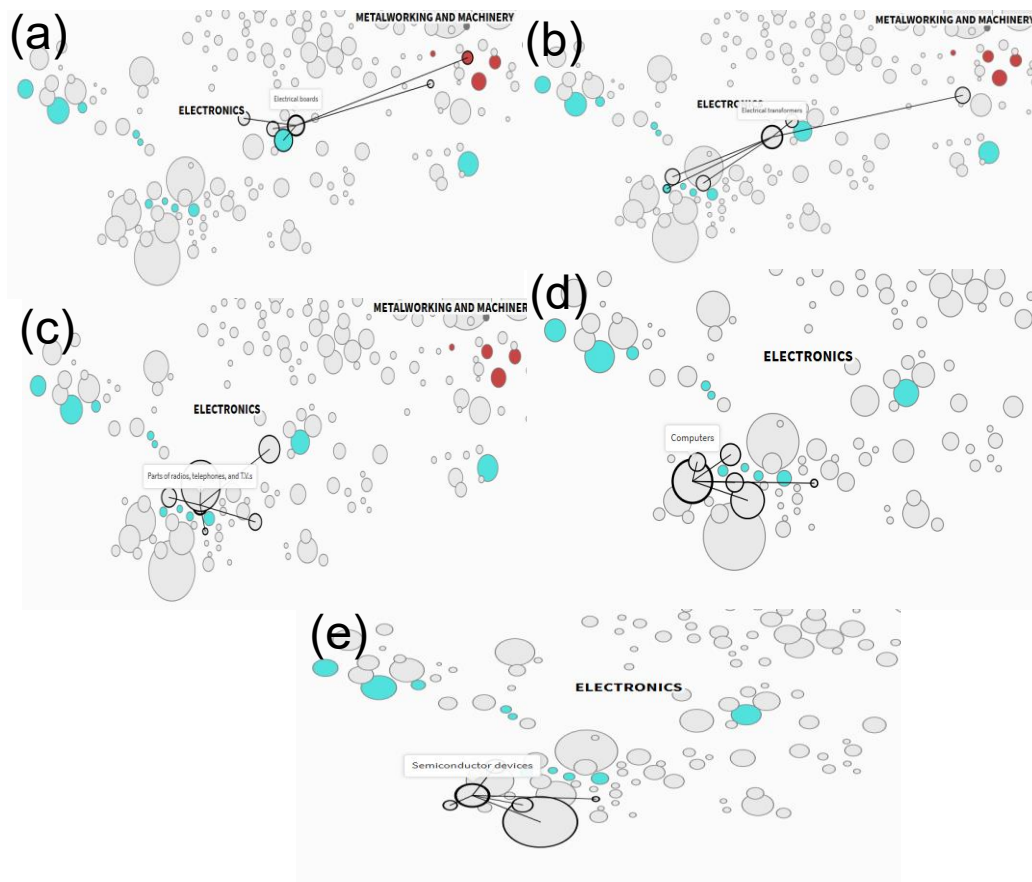 (a)
METALWORKING AND MACHINERY
Electrical boards
ELECTRONICS
(b)
METALWORKING AND MACHINERY
Electrical transformers
(c)
METALWORKING AND MACHINER
ELECTRONICS
Parts of radios, telephones, and T.V.s
(d)
ELECTRONICS
Computers
(e)
ELECTRONICS
Semiconductor devices